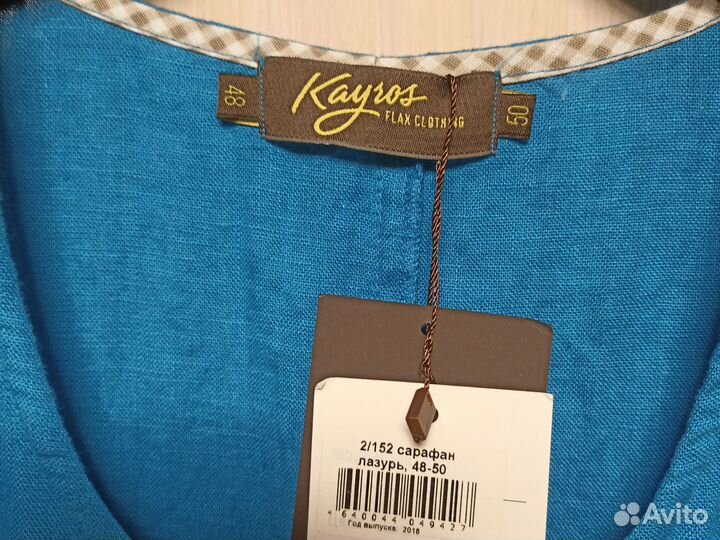 48
Kayros
FLAX CLOTHING
50
2/152 сарафан
лазурь, 48-50
4 640044 049427
Год выпуска: 2018
Avito